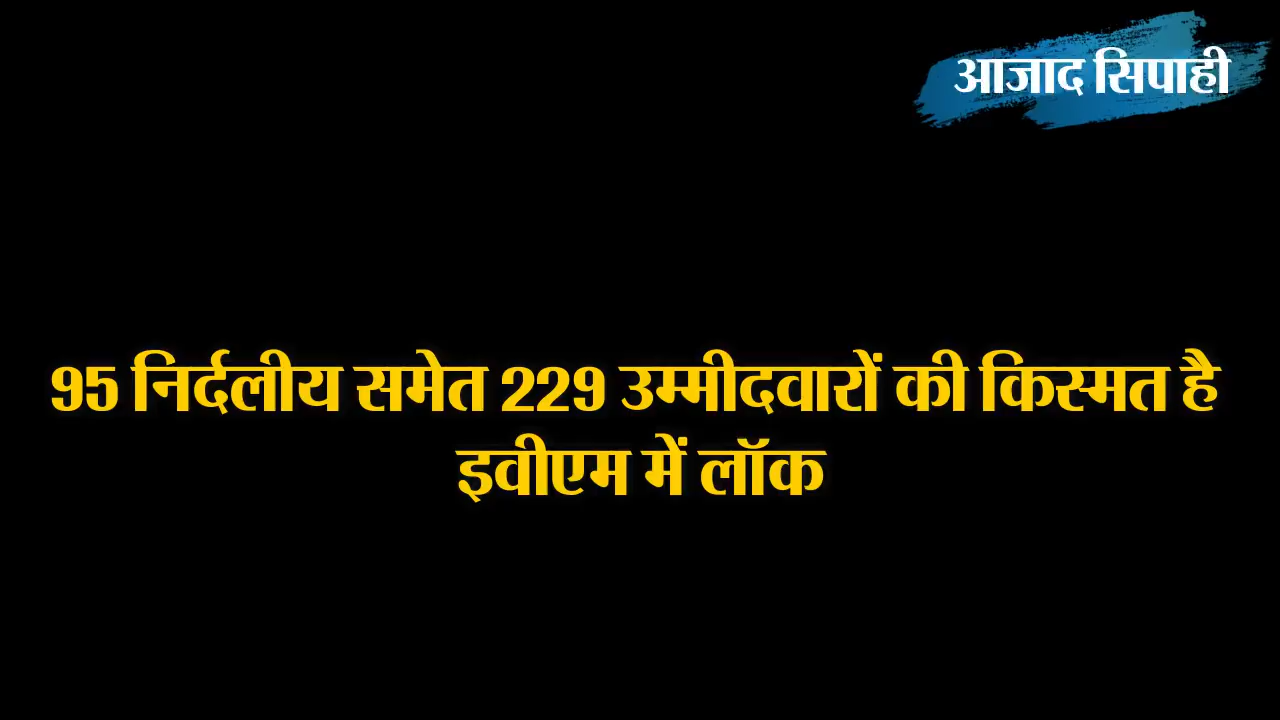 आजाद सिपाही
95 निर्दलीय समेत 229 उम्मीदवारों की किस्मत है
इवीएम में लॉक